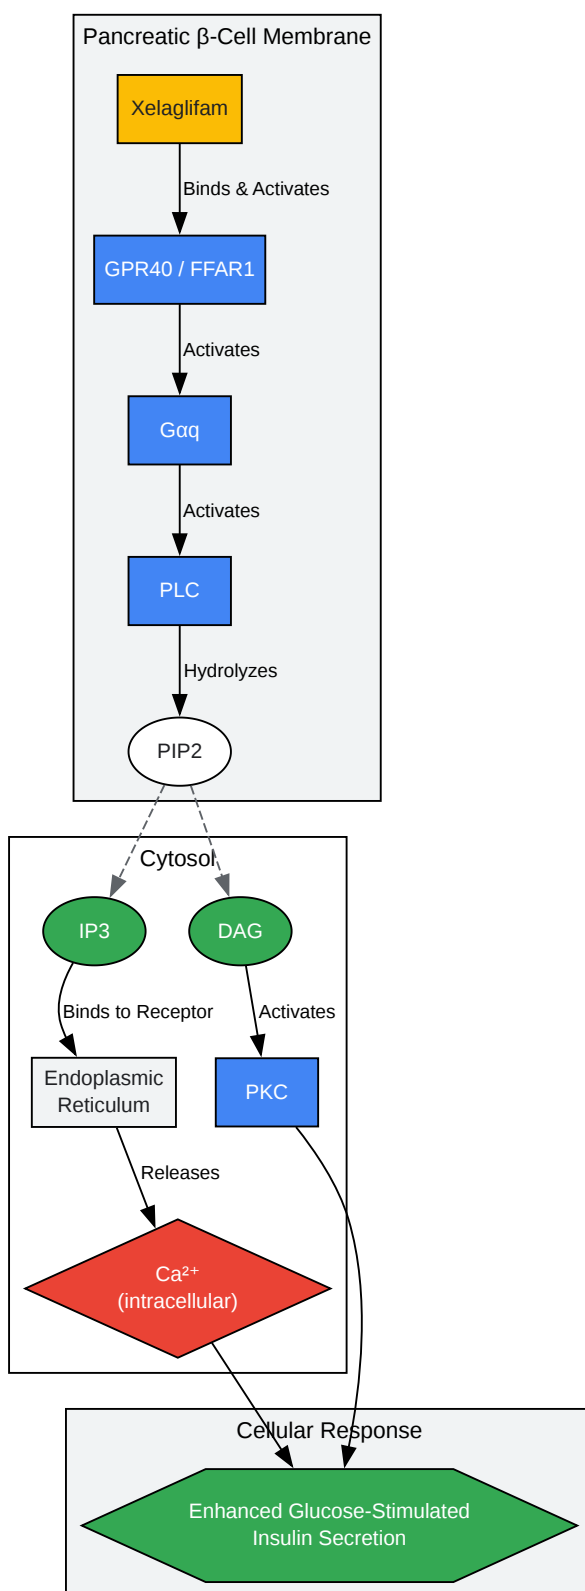 Pancreatic β-Cell Membrane
Xelaglifam
Binds & Activates
GPR40 / FFAR1
Activates
Gαq
Activates
PLC
Hydrolyzes
PIP2
Cytosol
IP3
DAG
Binds to Receptor
Activates
Endoplasmic
Reticulum
PKC
Releases
Ca²⁺
(intracellular)
Cellular Response
Enhanced Glucose-Stimulated
Insulin Secretion